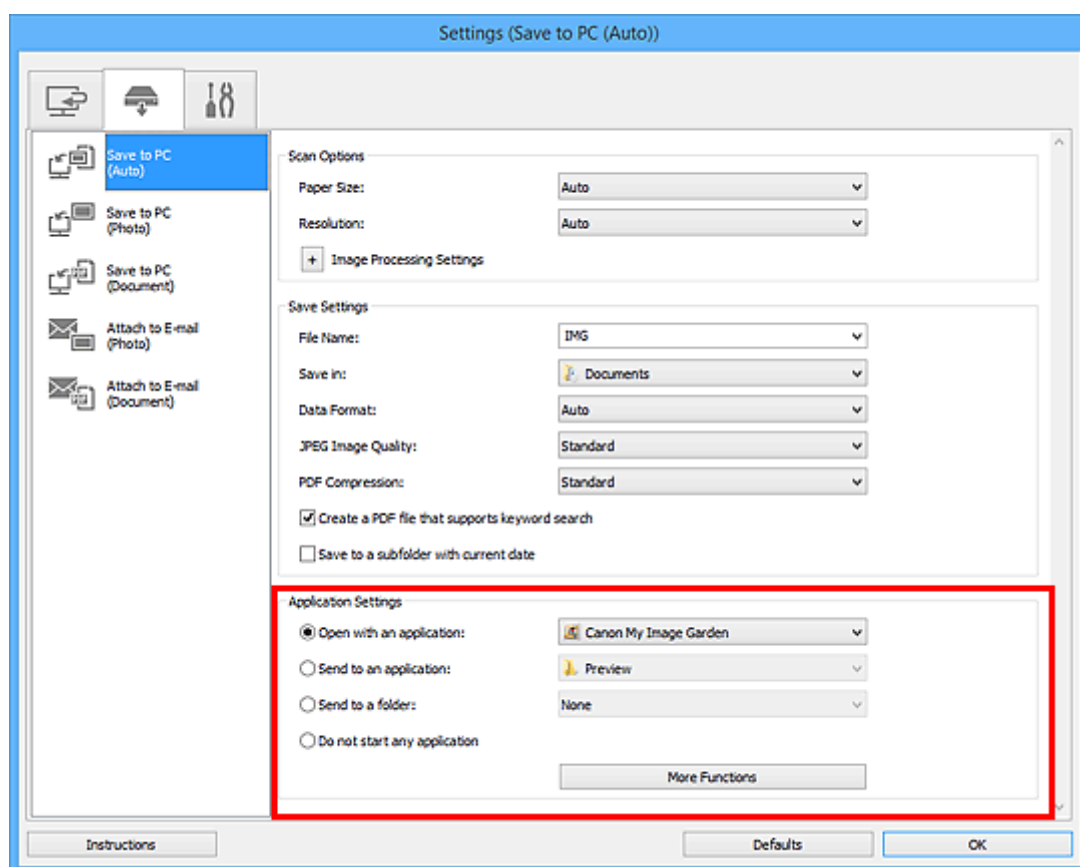 Settings (Save to PC (Auto))
Save to PC
(Auto)
Save to PC
(Photo)
Save to PC
(Document)
Attach to E-mail
(Photo)
Attach to E-mail
(Document)
Scan Options
Paper Size: Auto
Resolution: Auto
+ Image Processing Settings
Save Settings
File Name: IMG
Save in: Documents
Data Format: Auto
JPEG Image Quality: Standard
PDF Compression: Standard
Create a PDF file that supports keyword search
Save to a subfolder with current date
Application Settings
Open with an application: Canon My Image Garden
Send to an application: Preview
Send to a folder: None
Do not start any application
More Functions
Instructions Defaults OK